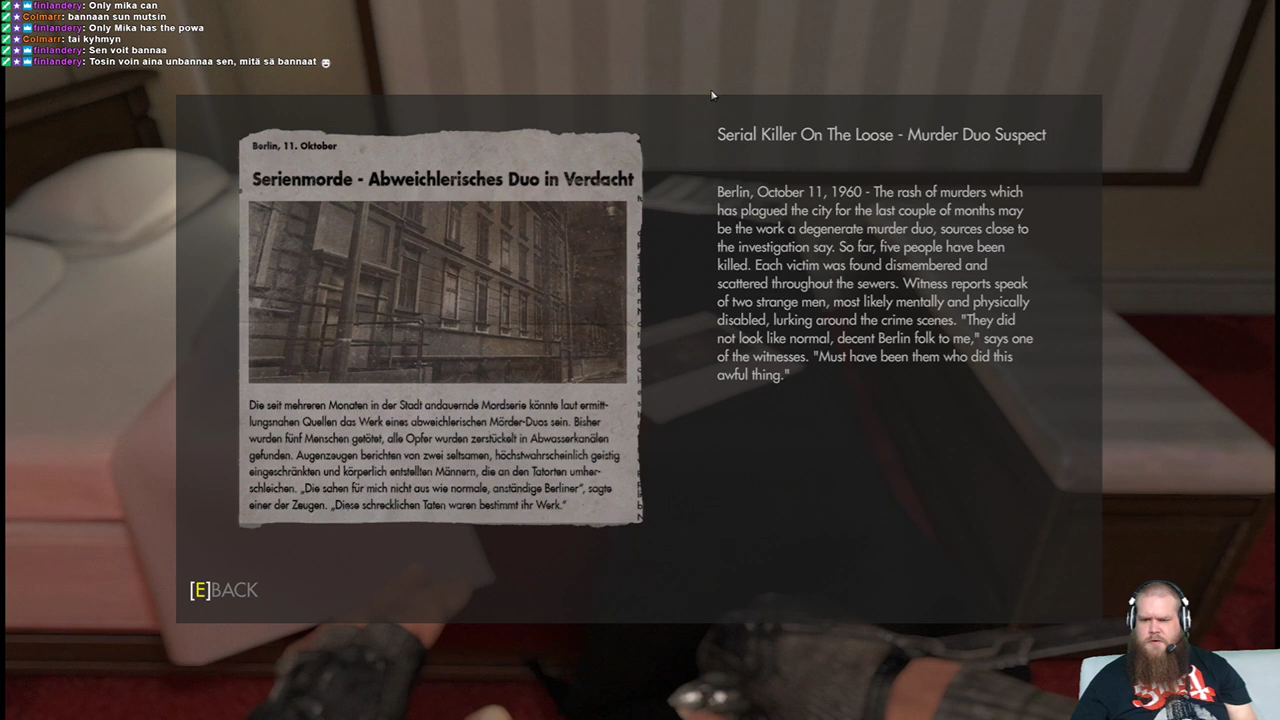 finlandery: Only mika can
Colmarr: bannaan sun mutsin
finlandery: Only Mika has the powa
Colmarr: tai kyhmyn
finlandery: Sen voit bannaa
finlandery: Tosin voin aina unbannaa sen, mitä sä bannaat
Berlin, 11. Oktober
Serienmorde - Abweichlerisches Duo in Verdacht
Die seit mehreren Monaten in der Stadt andauernde Mordserie könnte laut ermitt-
lungsnahen Quellen das Werk eines abweichlerischen Mörder-Duos sein. Bisher
wurden fünf Menschen getötet, alle Opfer wurden zerstückelt in Abwasserkanälen
gefunden. Augenzeugen berichten von zwei seltsamen, höchstwahrscheinlich geistig
eingeschränkten und körperlich entstellten Männern, die an den Tatorten umher-
schleichen. „Die sahen für mich nicht aus wie normale, anständige Berliner“, sagte
einer der Zeugen. „Diese schrecklichen Taten waren bestimmt ihr Werk.“
Serial Killer On The Loose - Murder Duo Suspect
Berlin, October 11, 1960 - The rash of murders which
has plagued the city for the last couple of months may
be the work a degenerate murder duo, sources close to
the investigation say. So far, five people have been
killed. Each victim was found dismembered and
scattered throughout the sewers. Witness reports speak
of two strange men, most likely mentally and physically
disabled, lurking around the crime scenes. "They did
not look like normal, decent Berlin folk to me," says one
of the witnesses. "Must have been them who did this
awful thing."
[E]BACK